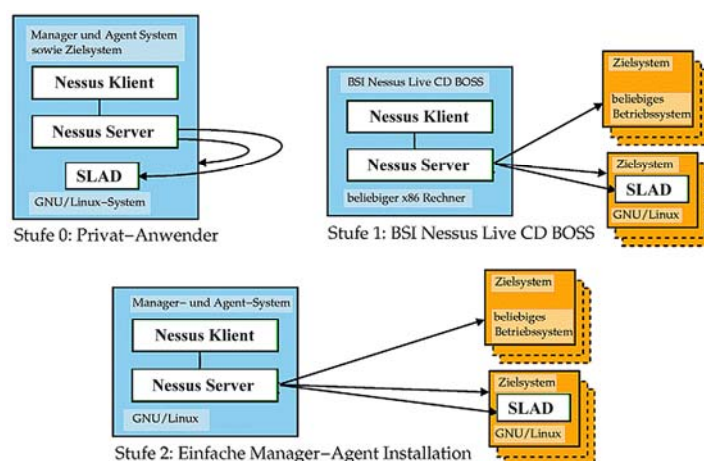 Manager und Agent System
sowie Zielsystem
Nessus Klient
Nessus Server
SLAD
GNU/Linux-System
Stufe 0: Privat-Anwender
BSI Nessus Live CD BOSS
Nessus Klient
Nessus Server
beliebiger x86 Rechner
Zielsystem
beliebiges
Betriebssystem
Zielsystem
SLAD
GNU/Linux
Stufe 1: BSI Nessus Live CD BOSS
Manager- und Agent-System
Nessus Klient
Nessus Server
GNU/Linux
Zielsystem
beliebiges
Betriebssystem
Zielsystem
SLAD
GNU/Linux
Stufe 2: Einfache Manager-Agent Installation